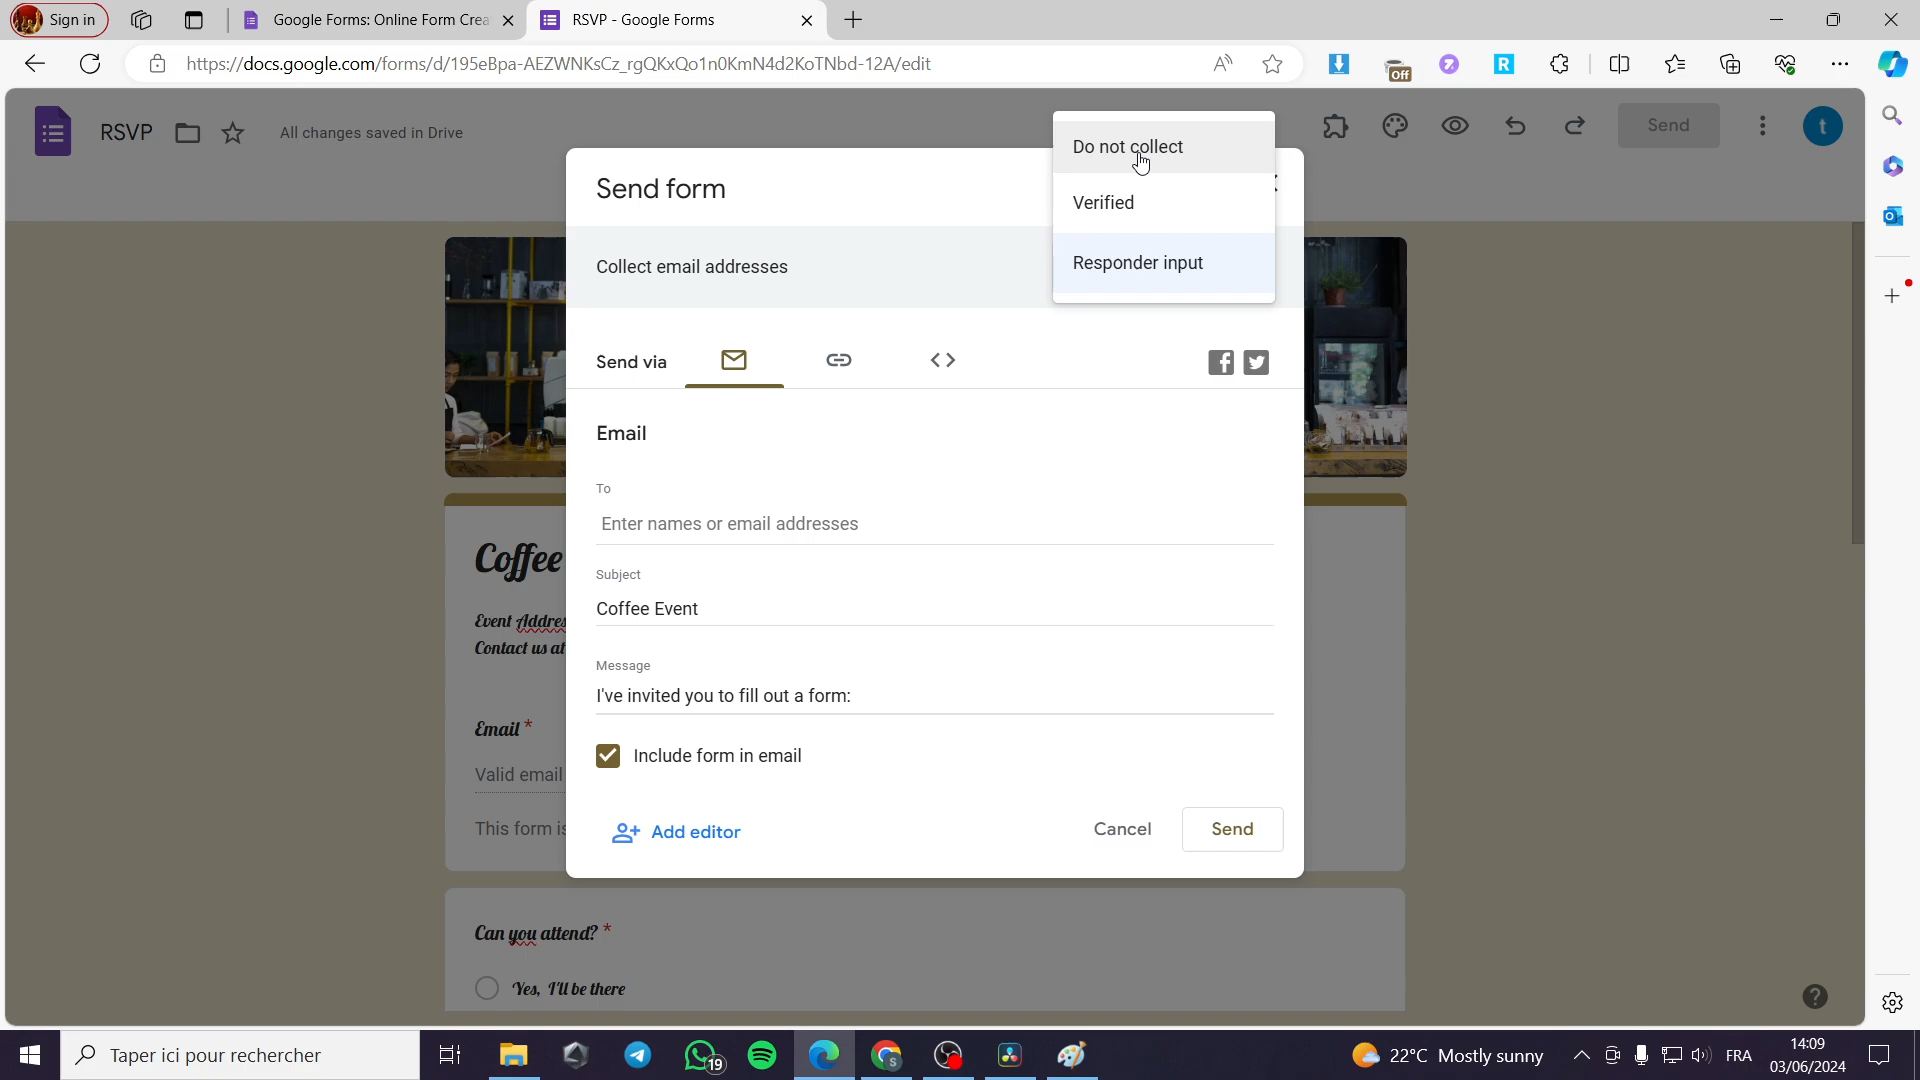 Sign in
Google Forms: Online Form Crea
RSVP - Google Forms
https://docs.google.com/forms/d/195eBpa-AEZWNKsCz_rgQKxQo1n0KmN4d2KoTNbd-12A/edit
Off
RSVP
All changes saved in Drive
Send
t
Send form
Do not collect
Verified
Responder input
Collect email addresses
Send via
Email
To
Enter names or email addresses
Subject
Coffee Event
Message
I've invited you to fill out a form:
Include form in email
Add editor
Cancel
Send
Coffee
Event Addres
Contact us at
Email *
Valid email
This form is
Can you attend? *
Yes, I'll be there
Taper ici pour rechercher
19
22°C Mostly sunny
FRA
14:09
03/06/2024